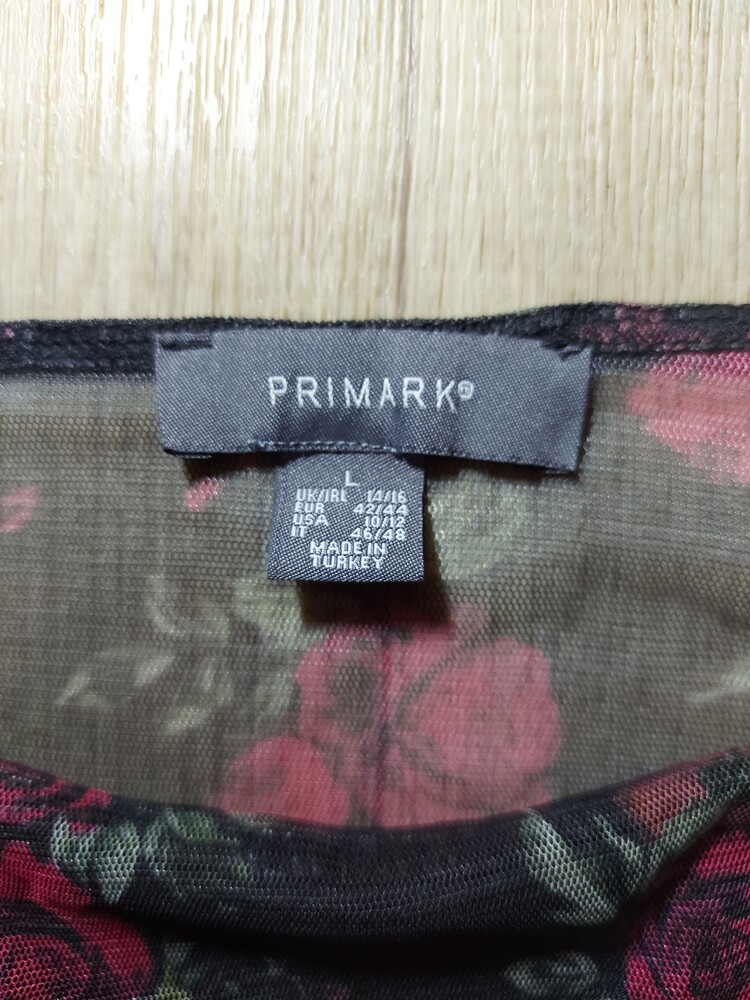 PRIMARK®
L
UK/IRL 14/16
EUR 42/44
USA 10/12
IT 46/48
MADE IN
TURKEY